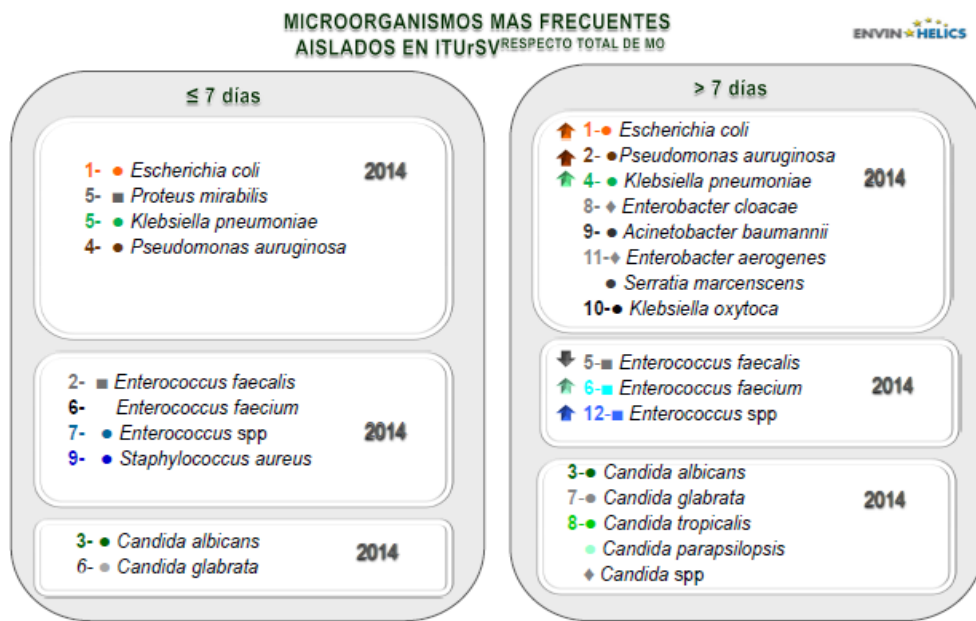 MICROORGANISMOS MAS FRECUENTES
AISLADOS EN ITUrSV RESPECTO TOTAL DE MO
ENVIN HELICS
≤ 7 días
1- ● Escherichia coli
5- ■ Proteus mirabilis
5- ● Klebsiella pneumoniae
4- ● Pseudomonas auruginosa
2014
2- ■ Enterococcus faecalis
6- Enterococcus faecium
7- ● Enterococcus spp
9- ● Staphylococcus aureus
2014
3- ● Candida albicans
6- ● Candida glabrata
2014
> 7 días
1-● Escherichia coli
2- ●Pseudomonas auruginosa
4-● Klebsiella pneumoniae
8- ♦ Enterobacter cloacae
9- ● Acinetobacter baumannii
11-♦ Enterobacter aerogenes
● Serratia marcenscens
10-● Klebsiella oxytoca
2014
5-■ Enterococcus faecalis
6-■ Enterococcus faecium
12-■ Enterococcus spp
2014
3-● Candida albicans
7-● Candida glabrata
8-● Candida tropicalis
● Candida parapsilopsis
♦ Candida spp
2014